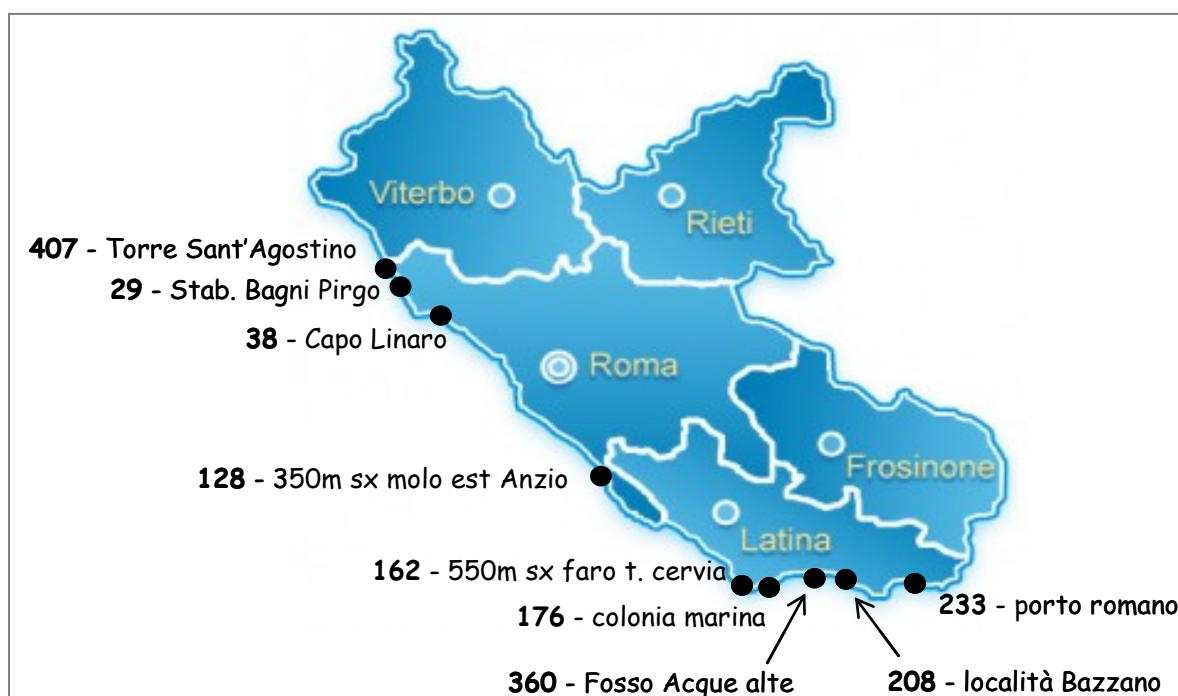 Viterbo
Rieti
407 - Torre Sant'Agostino
29 - Stab. Bagni Pirgo
38 - Capo Linaro
Roma
Frosinone
128 - 350m sx molo est Anzio
Latina
162 - 550m sx faro t. cervia
176 - colonia marina
233 - porto romano
360 - Fosso Acque alte
208 - località Bazzano